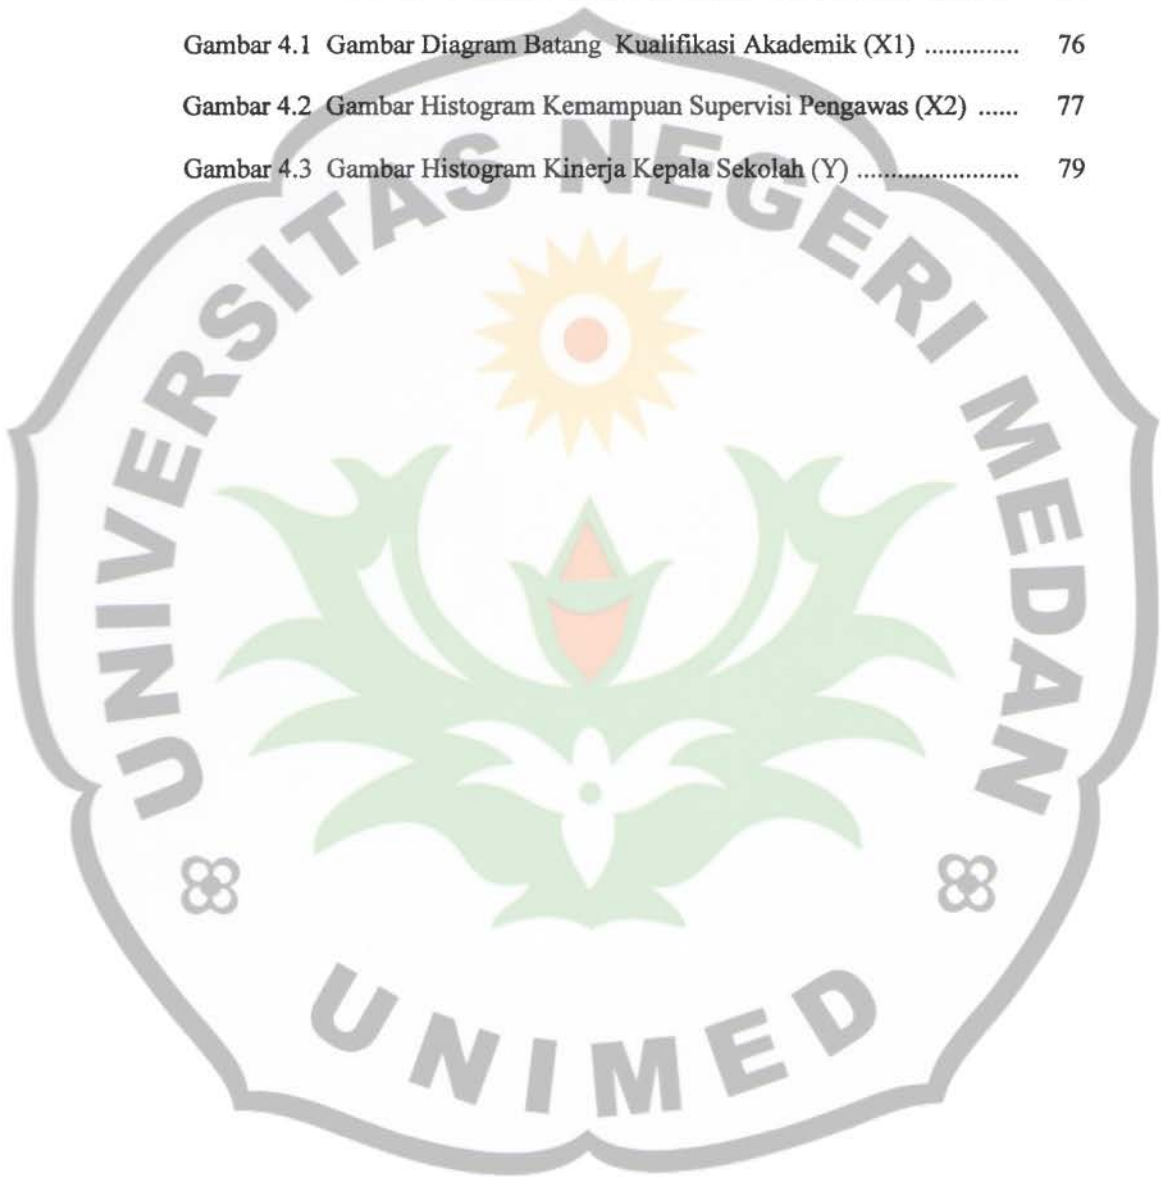 Gambar 4.1 Gambar Diagram Batang Kualifikasi Akademik (X1) .............. 76
Gambar 4.2 Gambar Histogram Kemampuan Supervisi Pengawas (X2) ...... 77
Gambar 4.3 Gambar Histogram Kinerja Kepala Sekolah (Y) ........................ 79
UNIVERSITAS NEGERI MEDAN
UNIMED